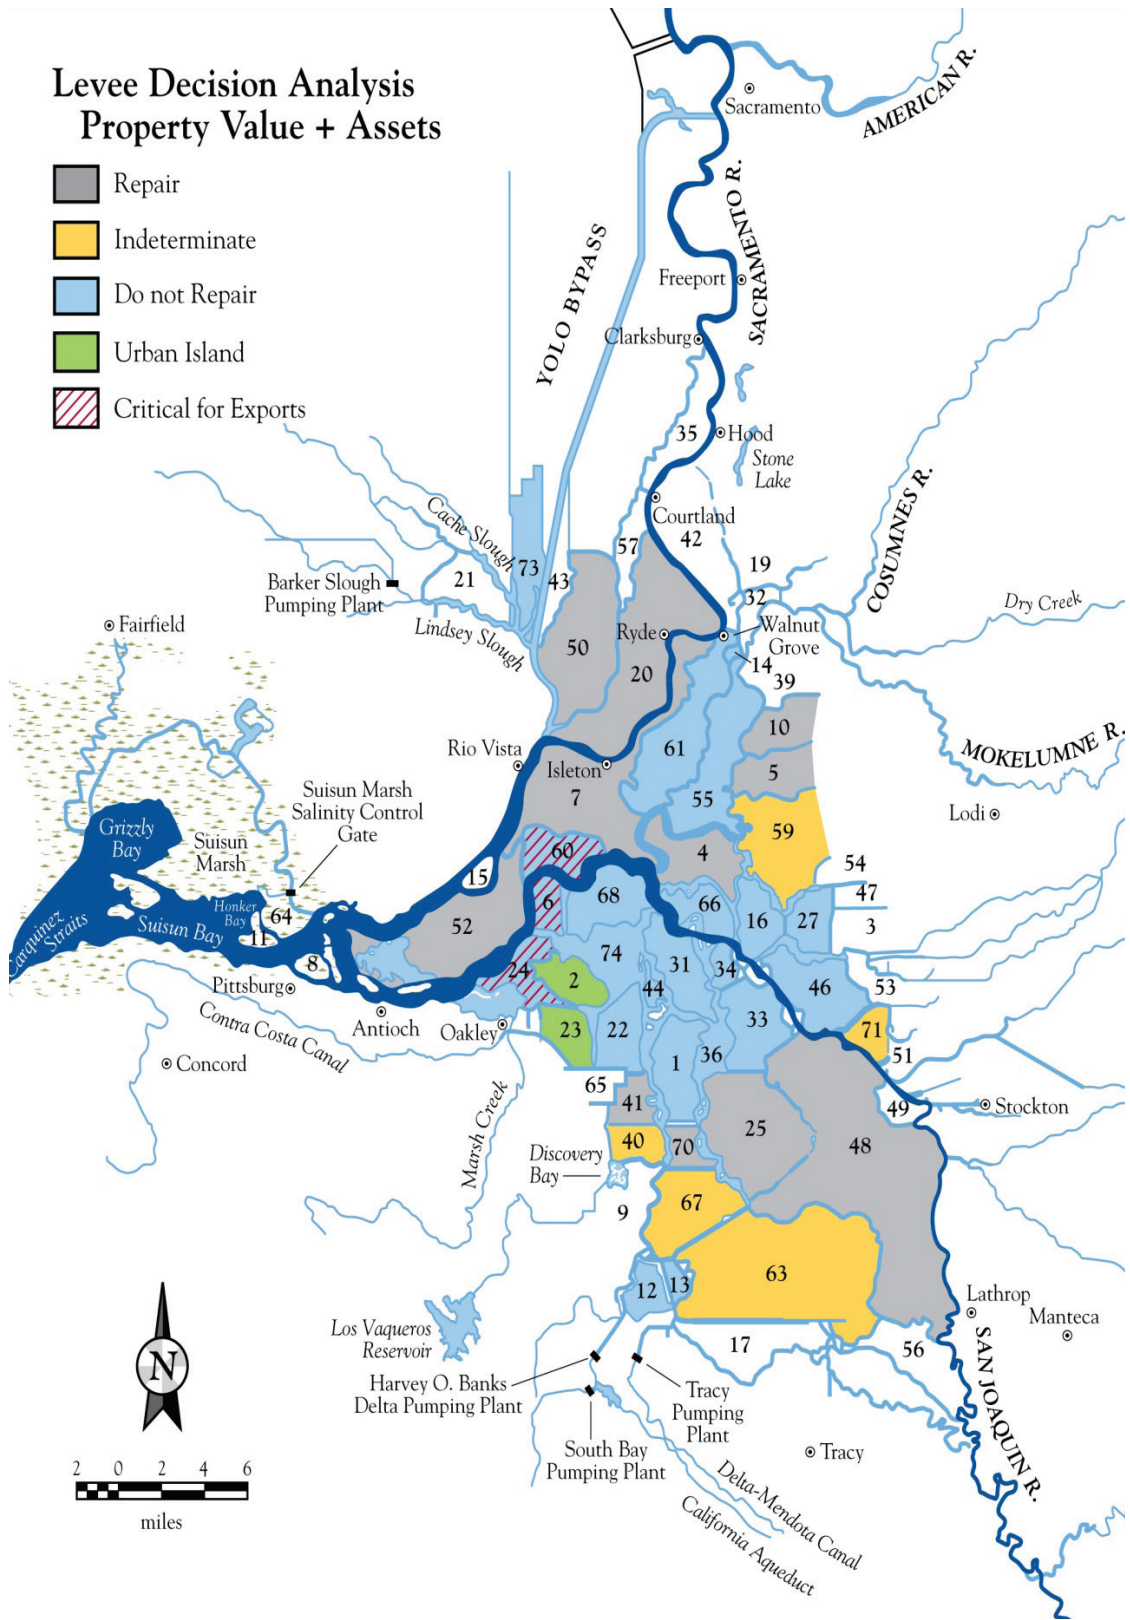 Levee Decision Analysis
Property Value + Assets
Repair
Indeterminate
Do not Repair
Urban Island
Critical for Exports
Sacramento
AMERICAN R.
SACRAMENTO R.
YOLO BYPASS
Freeport
Clarksburg
35
Hood
Stone
Lake
Courtland
42
57
COSUMNES R.
Cache Slough
73
43
19
21
Barker Slough
Pumping Plant
32
Dry Creek
Lindsey Slough
Fairfield
Ryde
Walnut
Grove
50
20
14
39
10
MOKELUMNE R.
Rio Vista
61
Isleton
5
7
55
Suisun Marsh
Salinity Control
Gate
Lodi
59
Grizzly
Bay
Suisun
Marsh
60
4
54
15
6
68
66
47
Honker
Bay
64
52
16
27
3
Carquinez
Straits
Suisun Bay
11
74
31
34
8
24
2
44
46
53
Pittsburg
Antioch
Oakley
23
22
33
71
Contra Costa Canal
36
51
1
Concord
65
41
49
Stockton
25
40
70
48
Marsh Creek
Discovery
Bay
67
9
63
12
13
Los Vaqueros
Reservoir
Lathrop
Manteca
17
56
N
Harvey O. Banks
Delta Pumping Plant
Tracy
Pumping
Plant
SAN JOAQUIN R.
South Bay
Pumping Plant
Tracy
Delta-Mendota Canal
California Aqueduct
2 0 2 4 6
miles